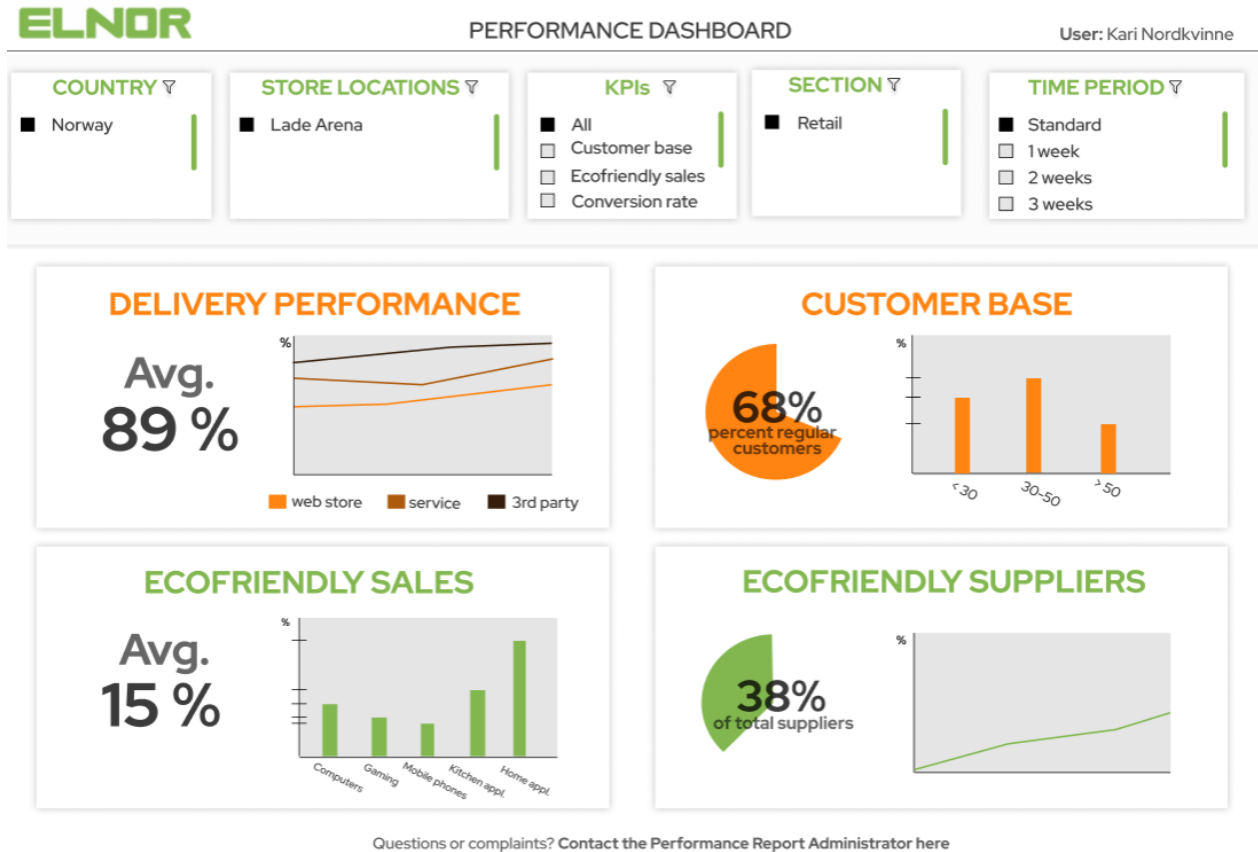 ELNOR
PERFORMANCE DASHBOARD
User: Kari Nordkvinne
COUNTRY
Norway
STORE LOCATIONS
Lade Arena
KPIs
All
Customer base
Ecofriendly sales
Conversion rate
SECTION
Retail
TIME PERIOD
Standard
1 week
2 weeks
3 weeks
DELIVERY PERFORMANCE
Avg.
89 %
%
web store
service
3rd party
CUSTOMER BASE
68%
percent regular
customers
%
< 30
30-50
> 50
ECOFRIENDLY SALES
Avg.
15 %
%
Computers
Gaming
Mobile phones
Kitchen appl.
Home appl.
ECOFRIENDLY SUPPLIERS
38%
of total suppliers
%
Questions or complaints? Contact the Performance Report Administrator here